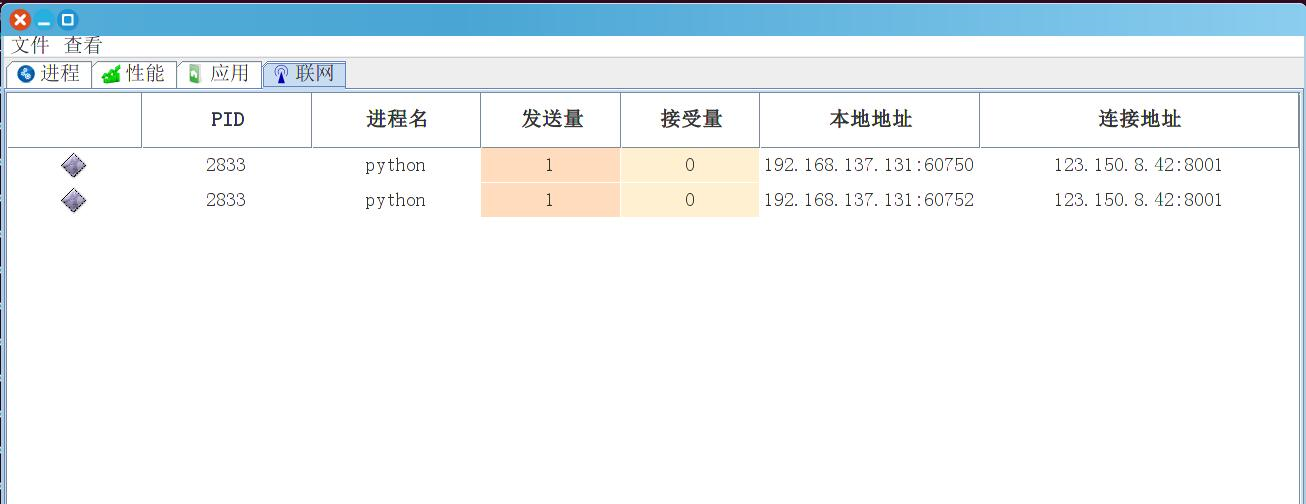 文件 查看
进程 性能 应用 联网
PID 进程名 发送量 接受量 本地地址 连接地址
2833 python 1 0 192.168.137.131:60750 123.150.8.42:8001
2833 python 1 0 192.168.137.131:60752 123.150.8.42:8001